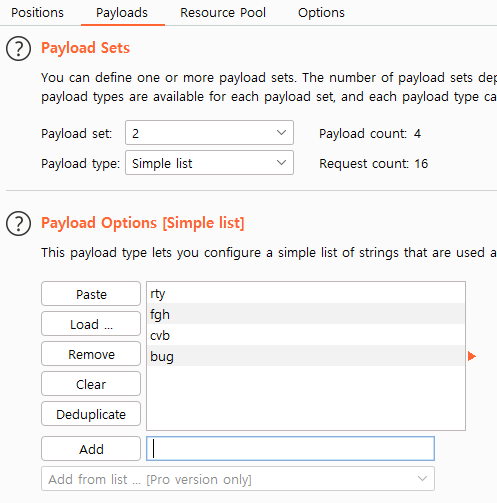 Positions Payloads Resource Pool Options
Payload Sets
You can define one or more payload sets. The number of payload sets dep
payload types are available for each payload set, and each payload type ca
Payload set: 2 Payload count: 4
Payload type: Simple list Request count: 16
Payload Options [Simple list]
This payload type lets you configure a simple list of strings that are used a
Paste
Load ...
Remove
Clear
Deduplicate
rty
fgh
cvb
bug
Add
Add from list ... [Pro version only]